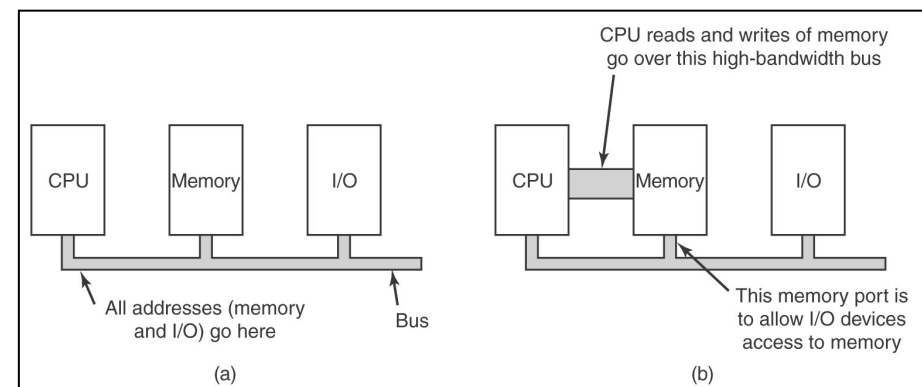 CPU
Memory
I/O
All addresses (memory
and I/O) go here
Bus
(a)
CPU reads and writes of memory
go over this high-bandwidth bus
CPU
Memory
I/O
This memory port is
to allow I/O devices
access to memory
(b)